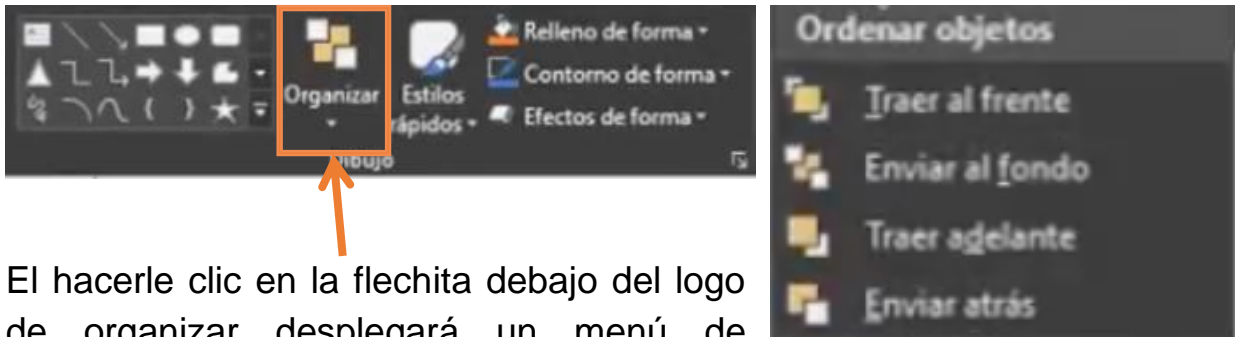 Relleno de forma
Contorno de forma
Efectos de forma
Organizar
Estilos
rápidos
Dibujo
El hacerle clic en la flechita debajo del logo
de organizar desplegará un menú de
Ordenar objetos
Traer al frente
Enviar al fondo
Traer adelante
Enviar atrás